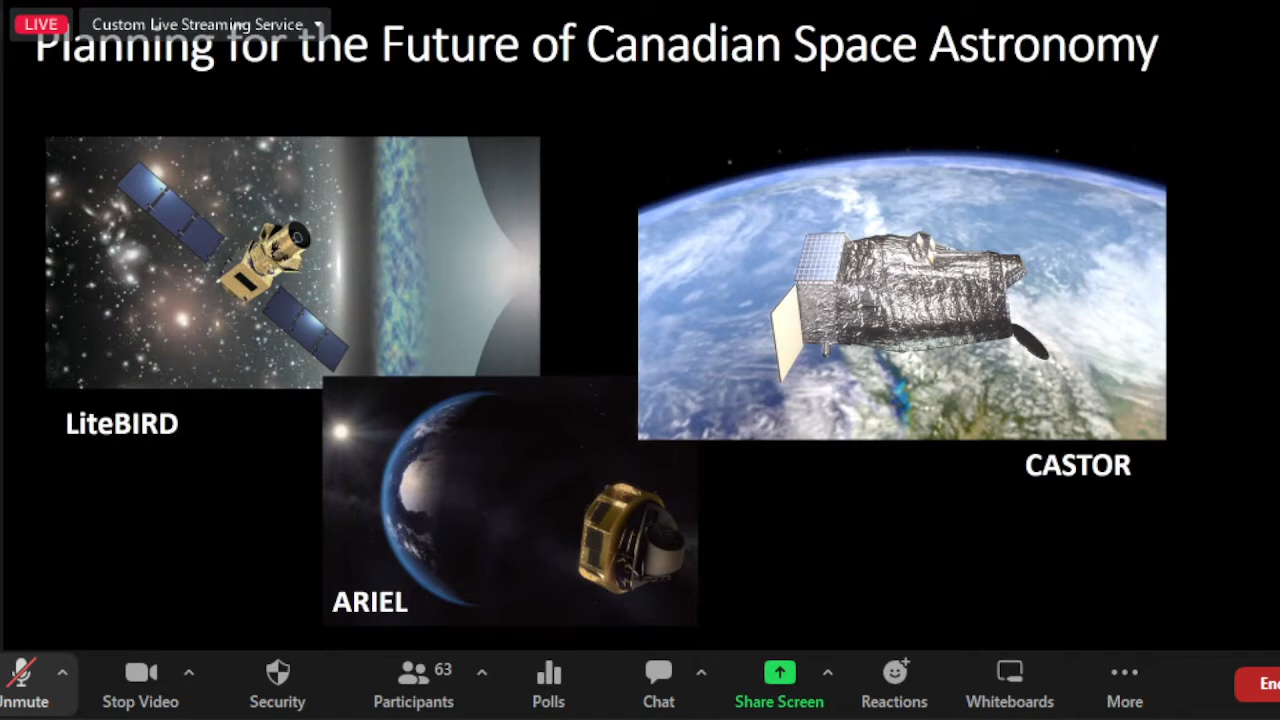 LIVE
Custom Live Streaming Service
Planning for the Future of Canadian Space Astronomy
LiteBIRD
CASTOR
ARIEL
63
Unmute
Stop Video
Security
Participants
Polls
Chat
Share Screen
Reactions
Whiteboards
More
En